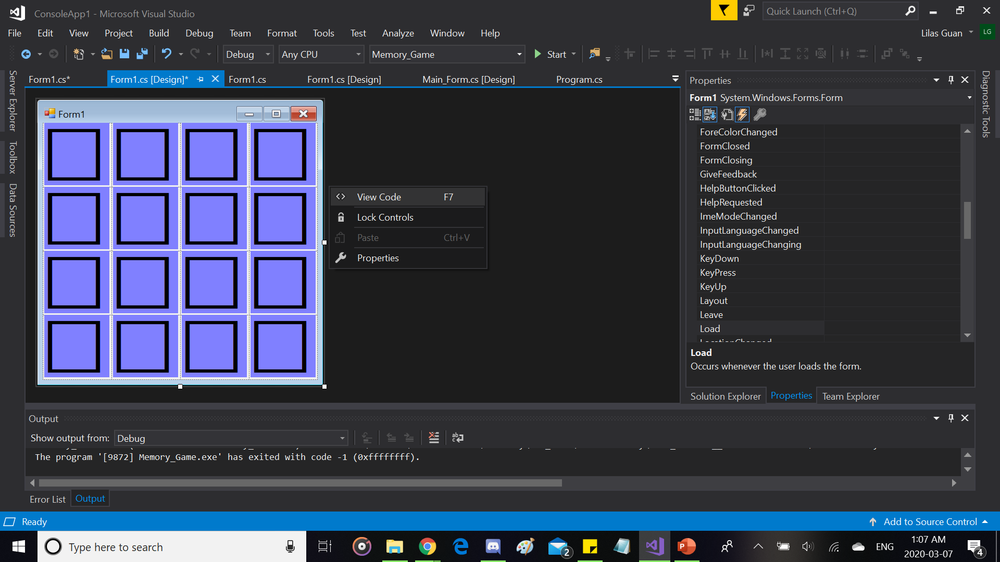 ConsoleApp1 - Microsoft Visual Studio
Quick Launch (Ctrl+Q)
File Edit View Project Build Debug Team Format Tools Test Analyze Window Help
Lilas Guan LG
Debug Any CPU Memory_Game Start
Form1.cs* Form1.cs [Design]* Form1.cs Form1.cs [Design] Main_Form.cs [Design] Program.cs
Server Explorer
Toolbox
Data Sources
Form1
View Code F7
Lock Controls
Paste Ctrl+V
Properties
Properties
Form1 System.Windows.Forms.Form
ForeColorChanged
FormClosed
FormClosing
GiveFeedback
HelpButtonClicked
HelpRequested
ImeModeChanged
InputLanguageChanged
InputLanguageChanging
KeyDown
KeyPress
KeyUp
Layout
Leave
Load
LocationChanged
Load
Occurs whenever the user loads the form.
Solution Explorer Properties Team Explorer
Diagnostic Tools
Output
Show output from: Debug
The program '[9872] Memory_Game.exe' has exited with code -1 (0xffffffff).
Error List Output
Ready
Add to Source Control
Type here to search
2
ENG
1:07 AM
2020-03-07
4